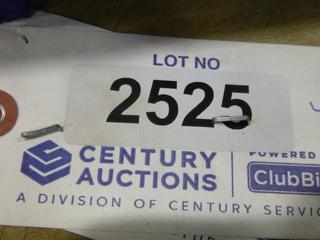 LOT NO
2525
CENTURY
AUCTIONS
POWERED
ClubBi
A DIVISION OF CENTURY SERVIC